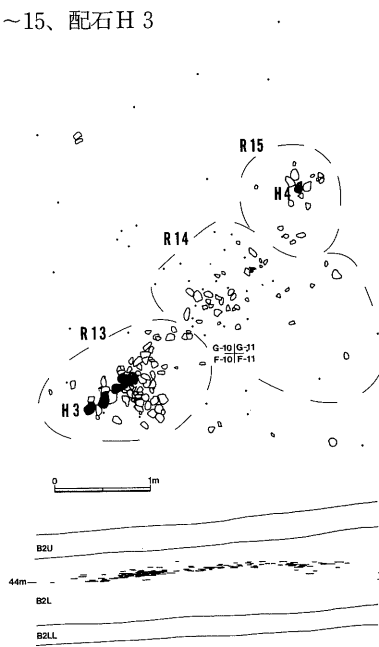 ~15、配石H 3
R15
H4
R14
G-10 G-11
F-10 F-11
R13
H3
0 1m
B2U
44m
B2L
B2LL